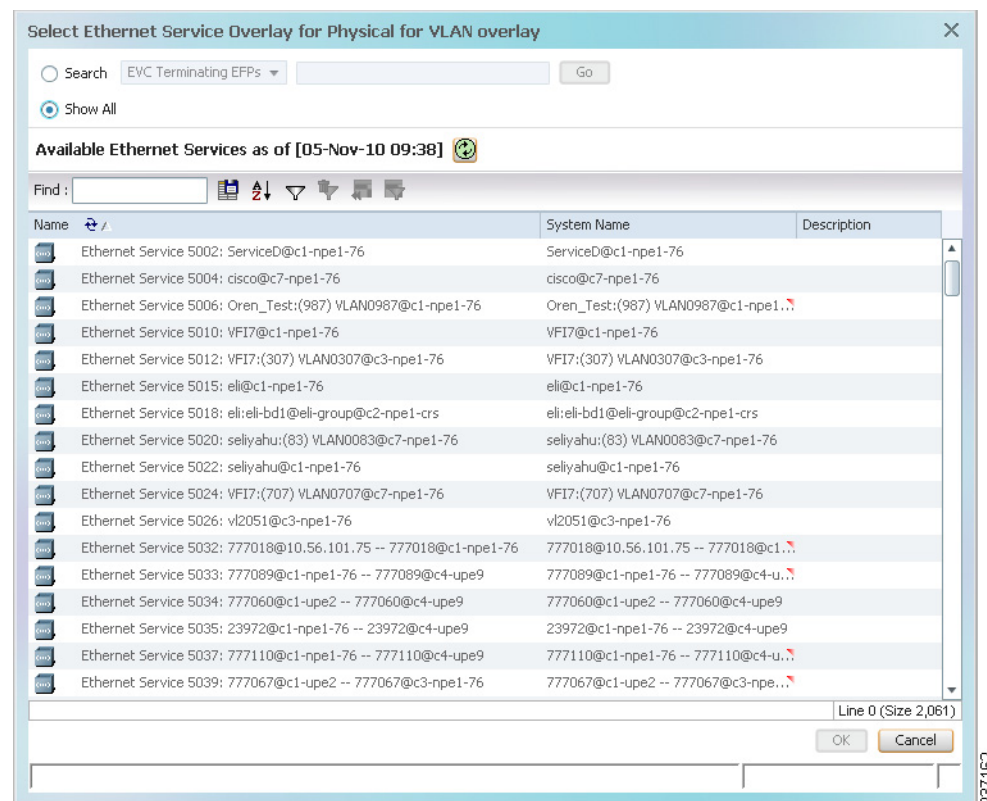 Select Ethernet Service Overlay for Physical for VLAN overlay
Search EVC Terminating EFPs Go
Show All
Available Ethernet Services as of [05-Nov-10 09:38]
Find :
Name System Name Description
Ethernet Service 5002: ServiceD@c1-npe1-76 ServiceD@c1-npe1-76
Ethernet Service 5004: cisco@c7-npe1-76 cisco@c7-npe1-76
Ethernet Service 5006: Oren_Test:(987) VLAN0987@c1-npe1-76 Oren_Test:(987) VLAN0987@c1-npe1...
Ethernet Service 5010: VFI7@c1-npe1-76 VFI7@c1-npe1-76
Ethernet Service 5012: VFI7:(307) VLAN0307@c3-npe1-76 VFI7:(307) VLAN0307@c3-npe1-76
Ethernet Service 5015: eli@c1-npe1-76 eli@c1-npe1-76
Ethernet Service 5018: eli:eli-bd1@eli-group@c2-npe1-crs eli:eli-bd1@eli-group@c2-npe1-crs
Ethernet Service 5020: seliyahu:(83) VLAN0083@c7-npe1-76 seliyahu:(83) VLAN0083@c7-npe1-76
Ethernet Service 5022: seliyahu@c1-npe1-76 seliyahu@c1-npe1-76
Ethernet Service 5024: VFI7:(707) VLAN0707@c7-npe1-76 VFI7:(707) VLAN0707@c7-npe1-76
Ethernet Service 5026: vl2051@c3-npe1-76 vl2051@c3-npe1-76
Ethernet Service 5032: 777018@10.56.101.75 -- 777018@c1-npe1-76 777018@10.56.101.75 -- 777018@c1...
Ethernet Service 5033: 777089@c1-npe1-76 -- 777089@c4-upe9 777089@c1-npe1-76 -- 777089@c4-u...
Ethernet Service 5034: 777060@c1-upe2 -- 777060@c4-upe9 777060@c1-upe2 -- 777060@c4-upe9
Ethernet Service 5035: 23972@c1-npe1-76 -- 23972@c4-upe9 23972@c1-npe1-76 -- 23972@c4-upe9
Ethernet Service 5037: 777110@c1-npe1-76 -- 777110@c4-upe9 777110@c1-npe1-76 -- 777110@c4-u...
Ethernet Service 5039: 777067@c1-upe2 -- 777067@c3-npe1-76 777067@c1-upe2 -- 777067@c3-npe...
Line 0 (Size 2,061)
OK Cancel